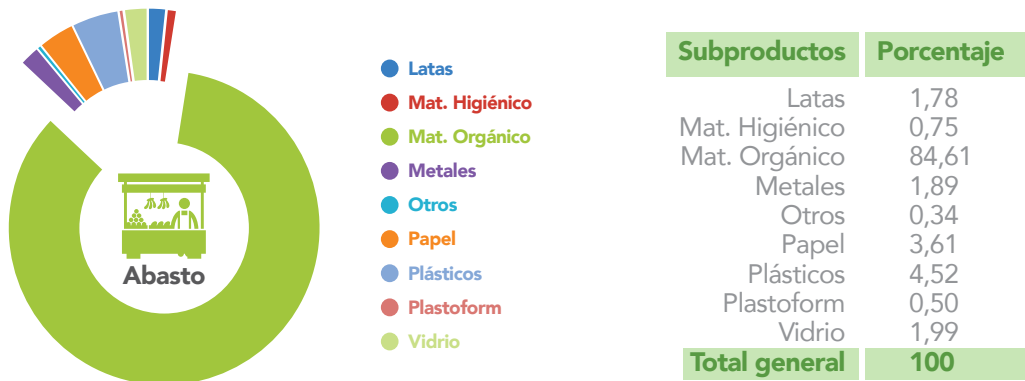 Abasto
Latas
Mat. Higiénico
Mat. Orgánico
Metales
Otros
Papel
Plásticos
Plastoform
Vidrio
Subproductos Porcentaje
Latas 1,78
Mat. Higiénico 0,75
Mat. Orgánico 84,61
Metales 1,89
Otros 0,34
Papel 3,61
Plásticos 4,52
Plastoform 0,50
Vidrio 1,99
Total general 100